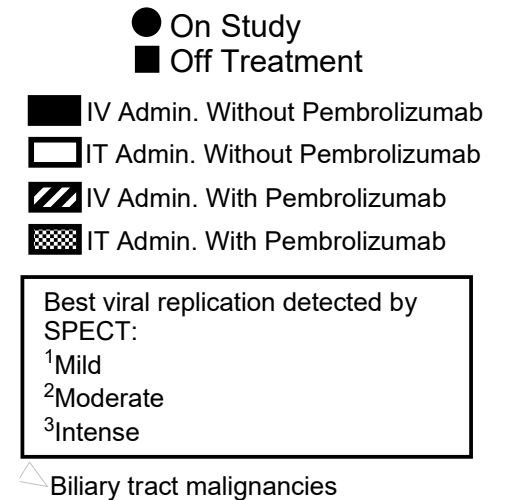 On Study
Off Treatment
IV Admin. Without Pembrolizumab
IT Admin. Without Pembrolizumab
IV Admin. With Pembrolizumab
IT Admin. With Pembrolizumab
Best viral replication detected by
SPECT:
¹Mild
²Moderate
³Intense
Biliary tract malignancies